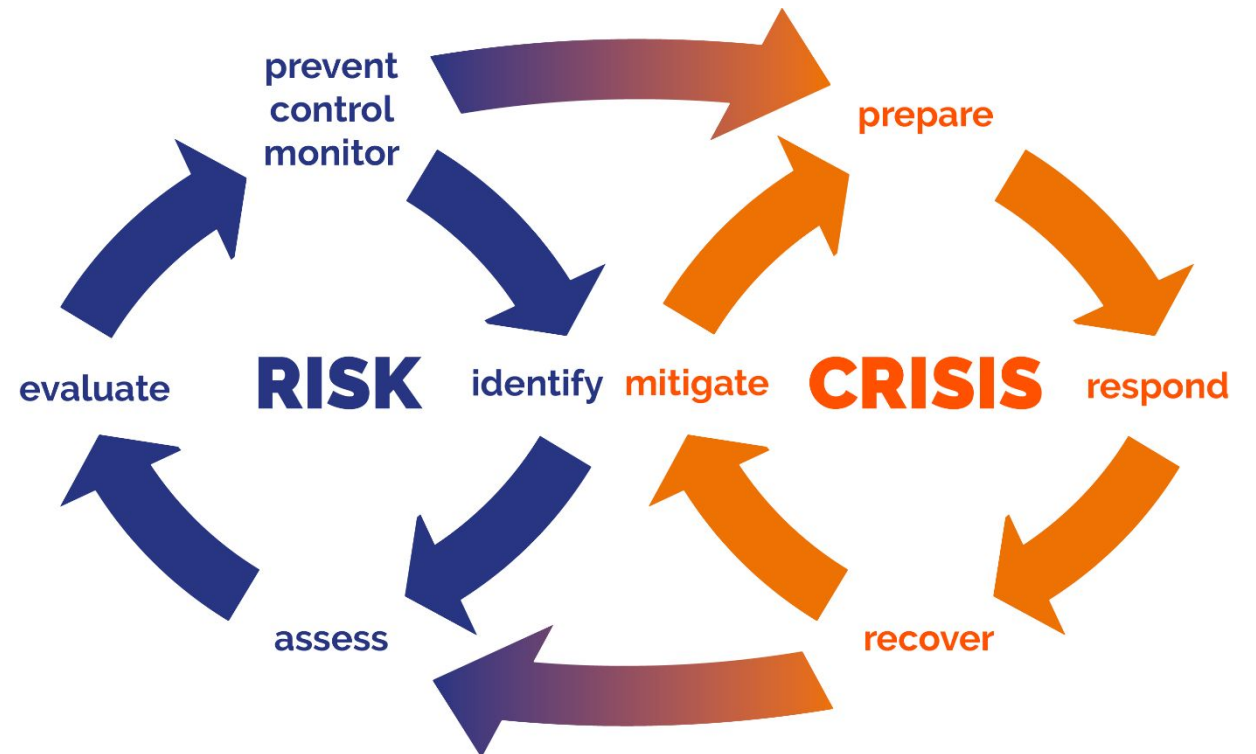 prevent
control
monitor
prepare
evaluate
RISK
identify
mitigate
CRISIS
respond
assess
recover